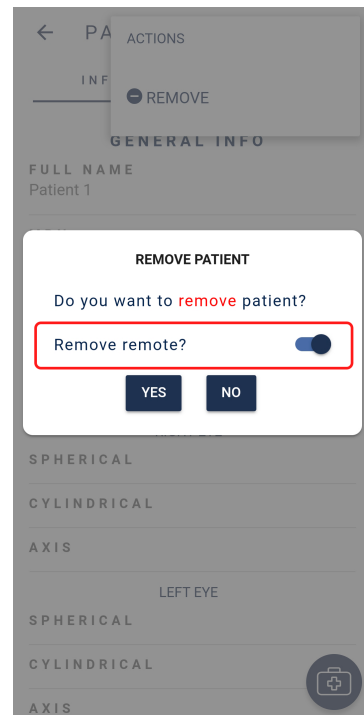 PA
ACTIONS
INF
REMOVE
GENERAL INFO
FULL NAME
Patient 1
REMOVE PATIENT
Do you want to remove patient?
Remove remote?
YES
NO
SPHERICAL
CYLINDRICAL
AXIS
LEFT EYE
SPHERICAL
CYLINDRICAL
AXIS